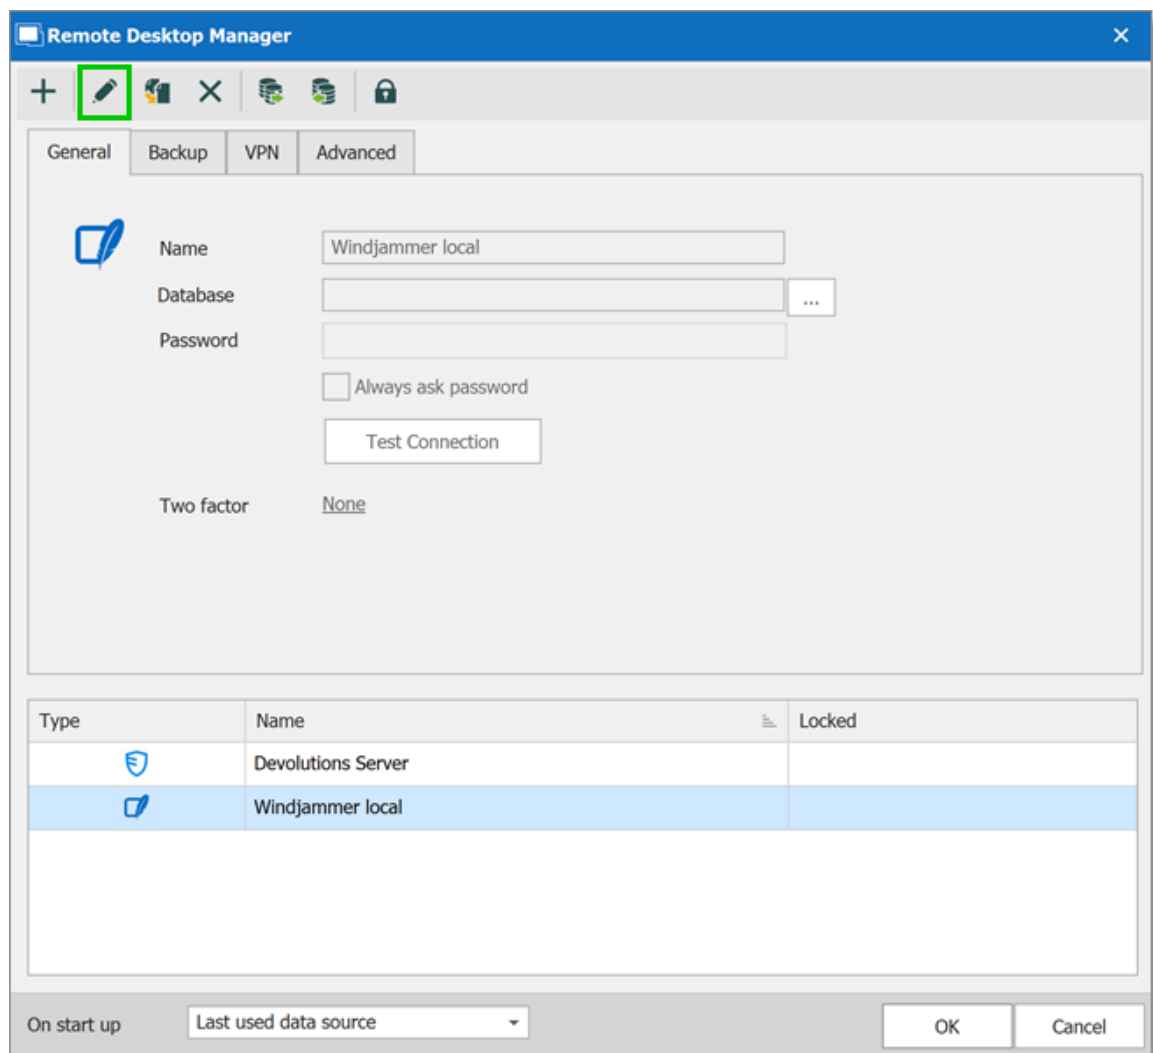 Remote Desktop Manager
General Backup VPN Advanced
Name Windjammer local
Database ...
Password
Always ask password
Test Connection
Two factor None
Type Name Locked
Devolutions Server
Windjammer local
On start up Last used data source OK Cancel